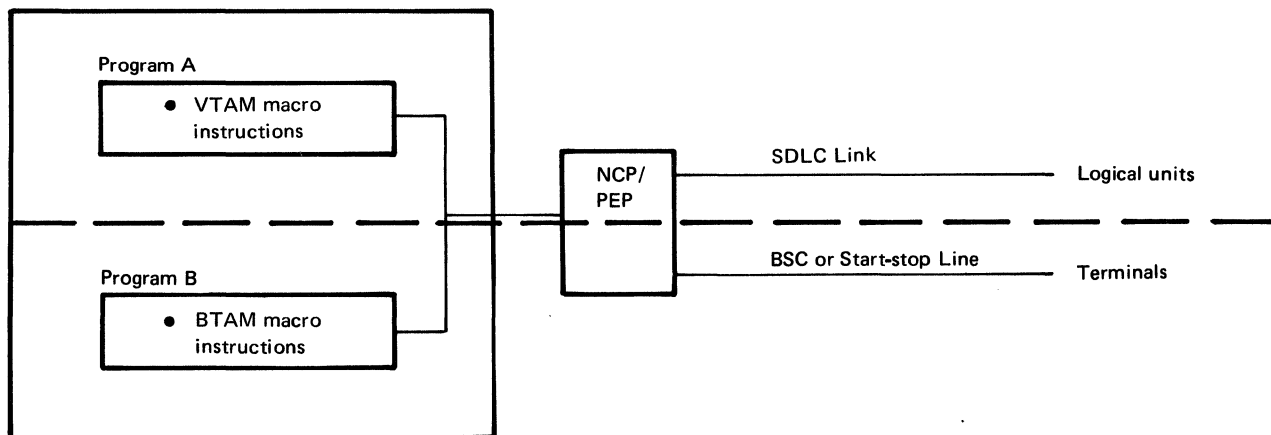 Program A
● VTAM macro
instructions
NCP/
PEP
SDLC Link
Logical units
BSC or Start-stop Line
Terminals
Program B
● BTAM macro
instructions